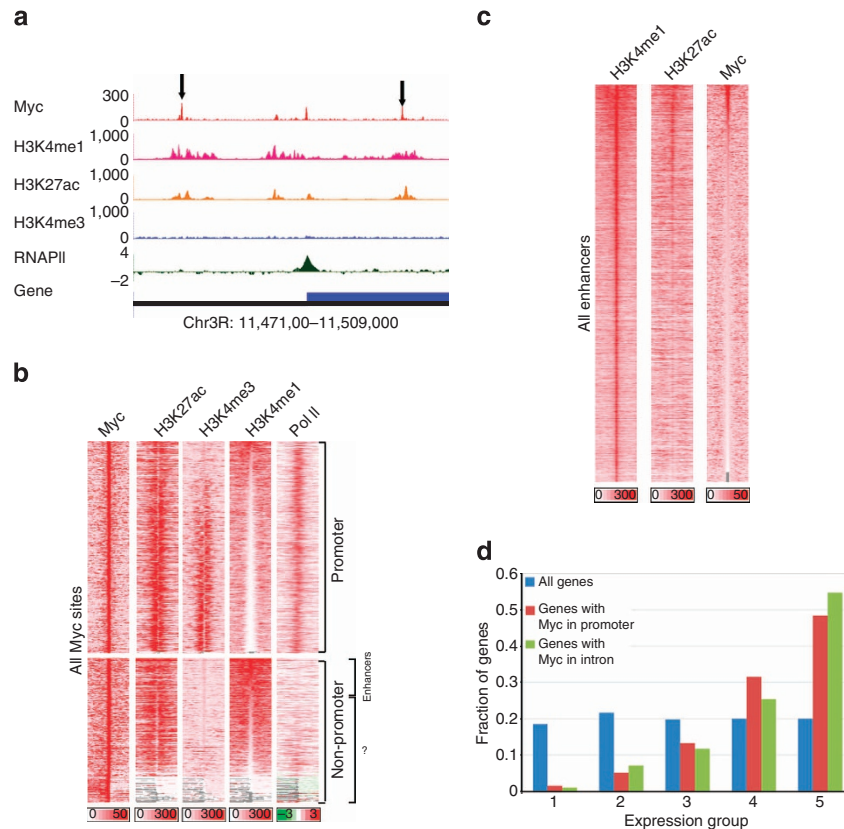 a
Myc
300
0
H3K4me1
1,000
0
H3K27ac
1,000
0
H3K4me3
1,000
0
RNAPII
4
−2
Gene
Chr3R: 11,471,00–11,509,000
b
Myc
H3K27ac
H3K4me3
H3K4me1
Pol II
All Myc sites
Promoter
Non-promoter
Enhancers
?
0 50
0 300
0 300
0 300
−3 3
c
H3K4me1
H3K27ac
Myc
All enhancers
0 300
0 300
0 50
d
Fraction of genes
0.6
0.5
0.4
0.3
0.2
0.1
0
All genes
Genes with
Myc in promoter
Genes with
Myc in intron
1 2 3 4 5
Expression group